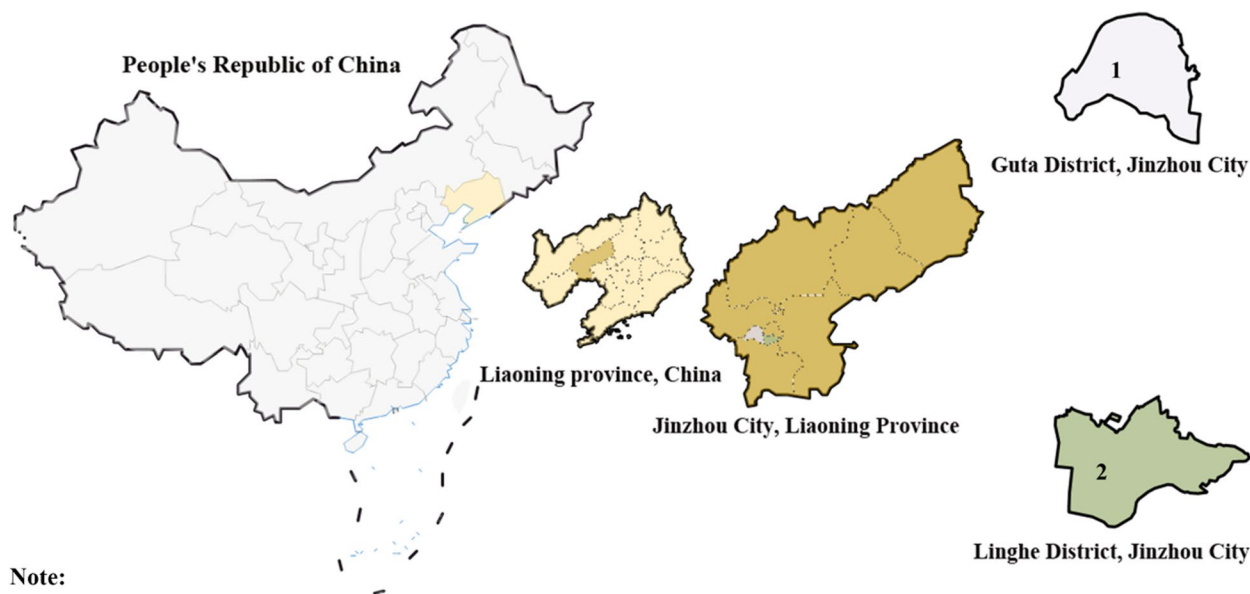 People's Republic of China
1
Guta District, Jinzhou City
Liaoning province, China
Jinzhou City, Liaoning Province
2
Linghe District, Jinzhou City
Note: